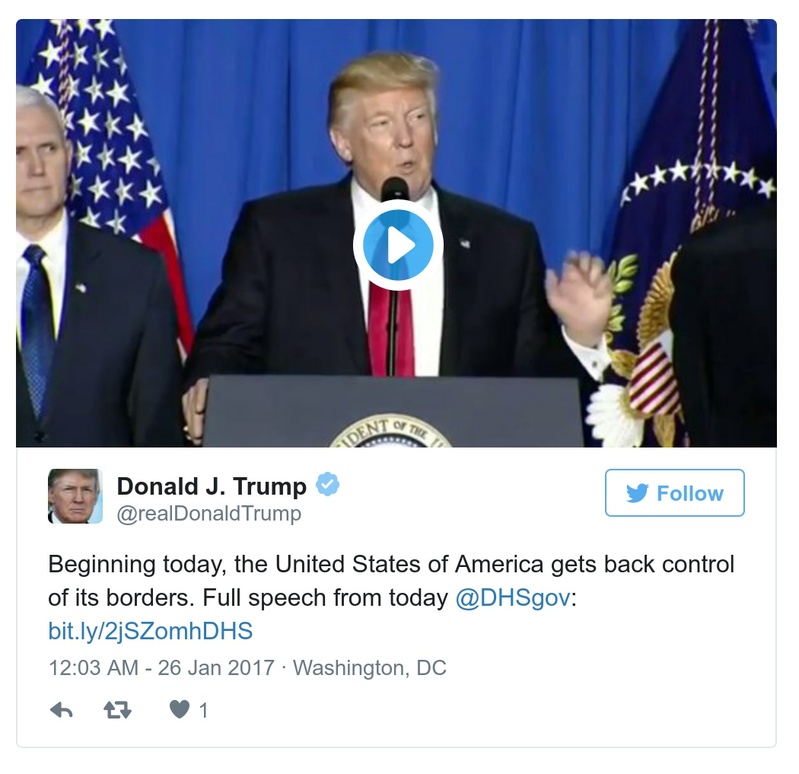 IDENT OF THE U
Donald J. Trump
Follow
@realDonaldTrump
Beginning today, the United States of America gets back control
of its borders. Full speech from today @DHSgov:
bit.ly/2jSZomhDHS
12:03 AM - 26 Jan 2017 · Washington, DC
1